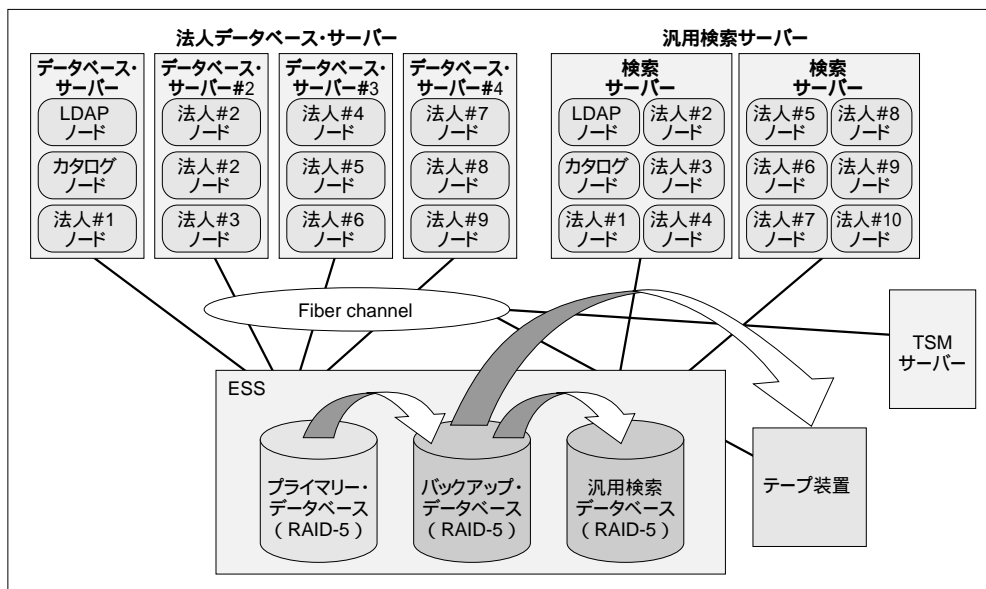 法人データベース・サーバー
データベース・
サーバー
LDAP
ノード
カタログ
ノード
法人#1
ノード
データベース・
サーバー#2
法人#2
ノード
法人#2
ノード
法人#3
ノード
データベース・
サーバー#3
法人#4
ノード
法人#5
ノード
法人#6
ノード
データベース・
サーバー#4
法人#7
ノード
法人#8
ノード
法人#9
ノード
汎用検索サーバー
検索
サーバー
LDAP
ノード
法人#2
ノード
カタログ
ノード
法人#3
ノード
法人#1
ノード
法人#4
ノード
検索
サーバー
法人#5
ノード
法人#8
ノード
法人#6
ノード
法人#9
ノード
法人#7
ノード
法人#10
ノード
Fiber channel
TSM
サーバー
ESS
プライマリー・
データベース
（RAID-5）
バックアップ・
データベース
（RAID-5）
汎用検索
データベース
（RAID-5）
テープ装置